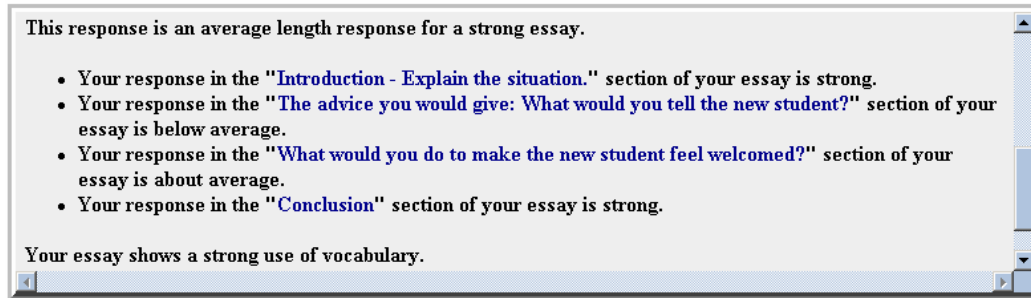 This response is an average length response for a strong essay.
• Your response in the "Introduction - Explain the situation." section of your essay is strong.
• Your response in the "The advice you would give: What would you tell the new student?" section of your
essay is below average.
• Your response in the "What would you do to make the new student feel welcomed?" section of your
essay is about average.
• Your response in the "Conclusion" section of your essay is strong.
Your essay shows a strong use of vocabulary.